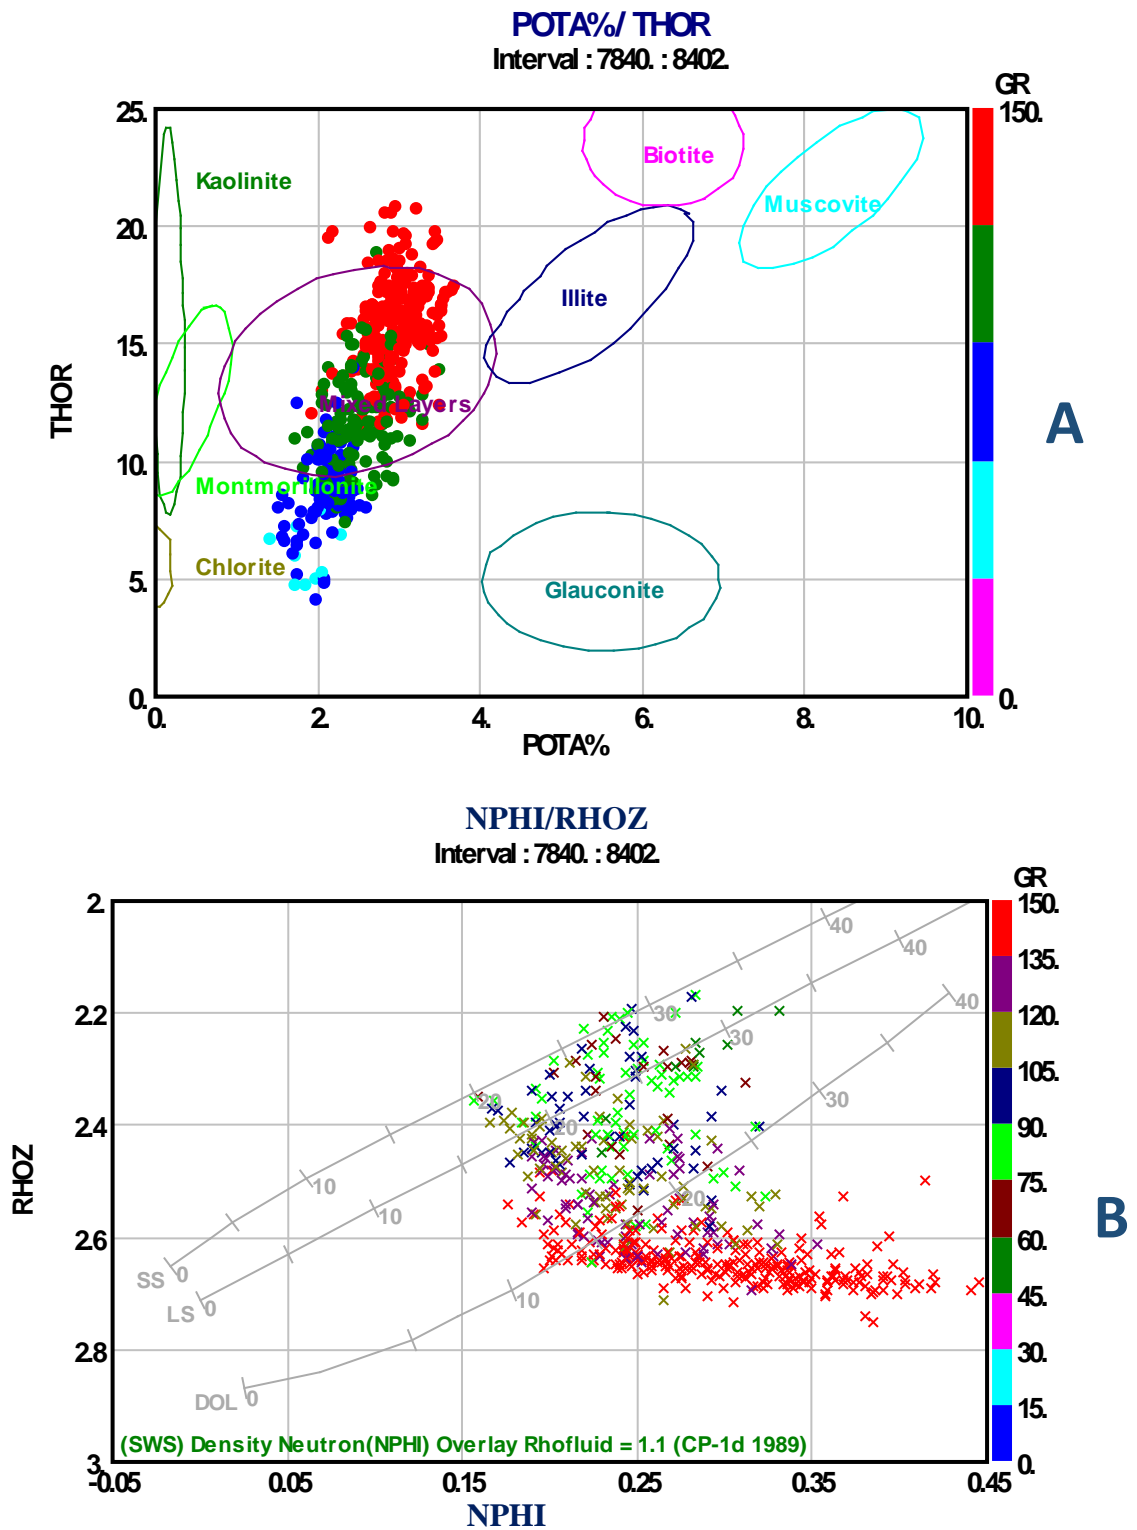 POTA%/ THOR
Interval : 7840. : 8402.
GR
25.
150.
Biotite
Kaolinite
Muscovite
20.
Illite
15.
THOR
Mixed Layers
A
10.
Montmorillonite
Chlorite
5.
Glauconite
0.
0.
0.
2.
4.
6.
8.
10.
POTA%
NPHI/RHOZ
Interval : 7840. : 8402.
GR
2.
150.
40
40
135.
40
2.2
30
30
120.
30
105.
20
2.4
20
90.
RHOZ
10
20
75.
B
10
2.6
60.
SS 0
10
45.
LS 0
2.8
30.
DOL 0
15.
(SWS) Density Neutron(NPHI) Overlay Rhofluid = 1.1 (CP-1d 1989)
3.
0.
-0.05
0.05
0.15
0.25
0.35
0.45
NPHI